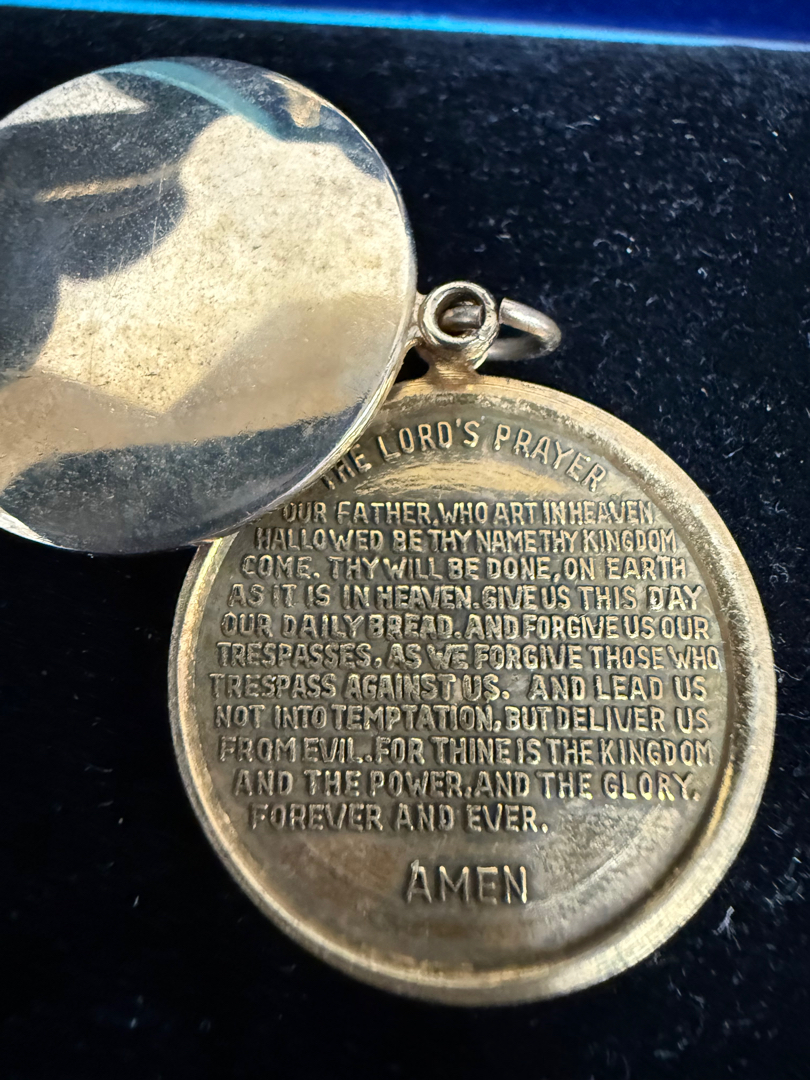 THE LORD'S PRAYER
OUR FATHER, WHO ART IN HEAVEN
HALLOWED BE THY NAME THY KINGDOM
COME. THY WILL BE DONE, ON EARTH
AS IT IS IN HEAVEN. GIVE US THIS DAY
OUR DAILY BREAD. AND FORGIVE US OUR
TRESPASSES, AS WE FORGIVE THOSE WHO
TRESPASS AGAINST US. AND LEAD US
NOT INTO TEMPTATION, BUT DELIVER US
FROM EVIL. FOR THINE IS THE KINGDOM
AND THE POWER, AND THE GLORY,
FOREVER AND EVER.
AMEN